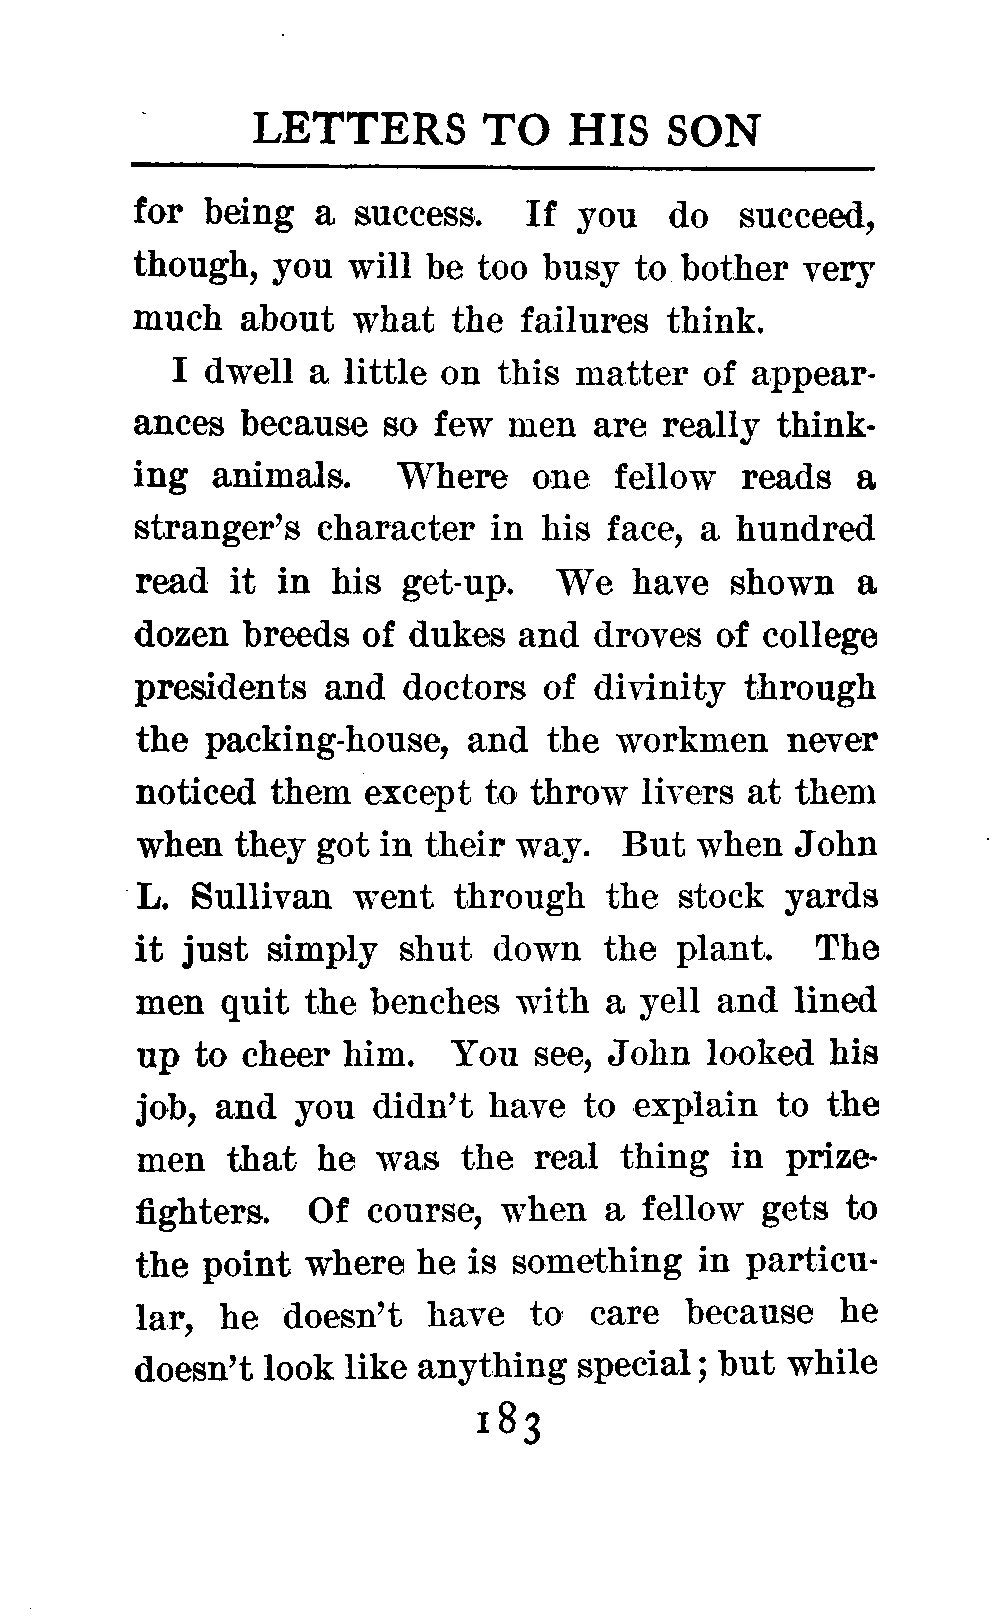 LETTERS TO HIS SON
for being a success. If you do succeed,
though, you will be too busy to bother very
much about what the failures think.
I dwell a little on this matter of appear-
ances because so few men are really think-
ing animals. Where one fellow reads a
stranger's character in his face, a hundred
read it in his get-up. We have shown a
dozen breeds of dukes and droves of college
presidents and doctors of divinity through
the packing-house, and the workmen never
noticed them except to throw livers at them
when they got in their way. But when John
L. Sullivan went through the stock yards
it just simply shut down the plant. The
men quit the benches with a yell and lined
up to cheer him. You see, John looked his
job, and you didn't have to explain to the
men that he was the real thing in prize-
fighters. Of course, when a fellow gets to
the point where he is something in particu-
lar, he doesn't have to care because he
doesn't look like anything special; but while
183